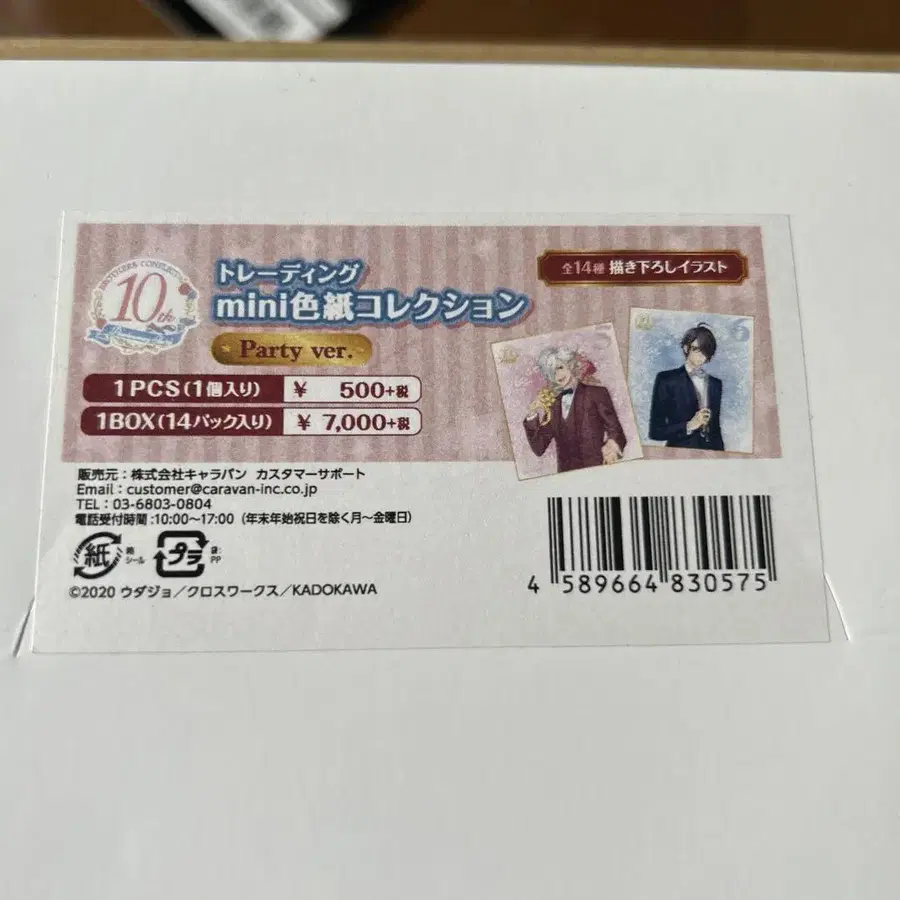 BROTHERS CONFLICT
10th
トレーディング
mini色紙コレクション
Party ver.
全14種 描き下ろしイラスト
1PCS(1個入り) ¥ 500+税
1BOX(14パック入り) ¥ 7,000+税
販売元:株式会社キャラバン カスタマーサポート
Email:customer@caravan-inc.co.jp
TEL:03-6803-0804
電話受付時間:10:00〜17:00(年末年始祝日を除く月〜金曜日)
紙
シール
プラ
袋:
PP
©2020 ウダジョ/クロスワークス/KADOKAWA
4 589664 830575